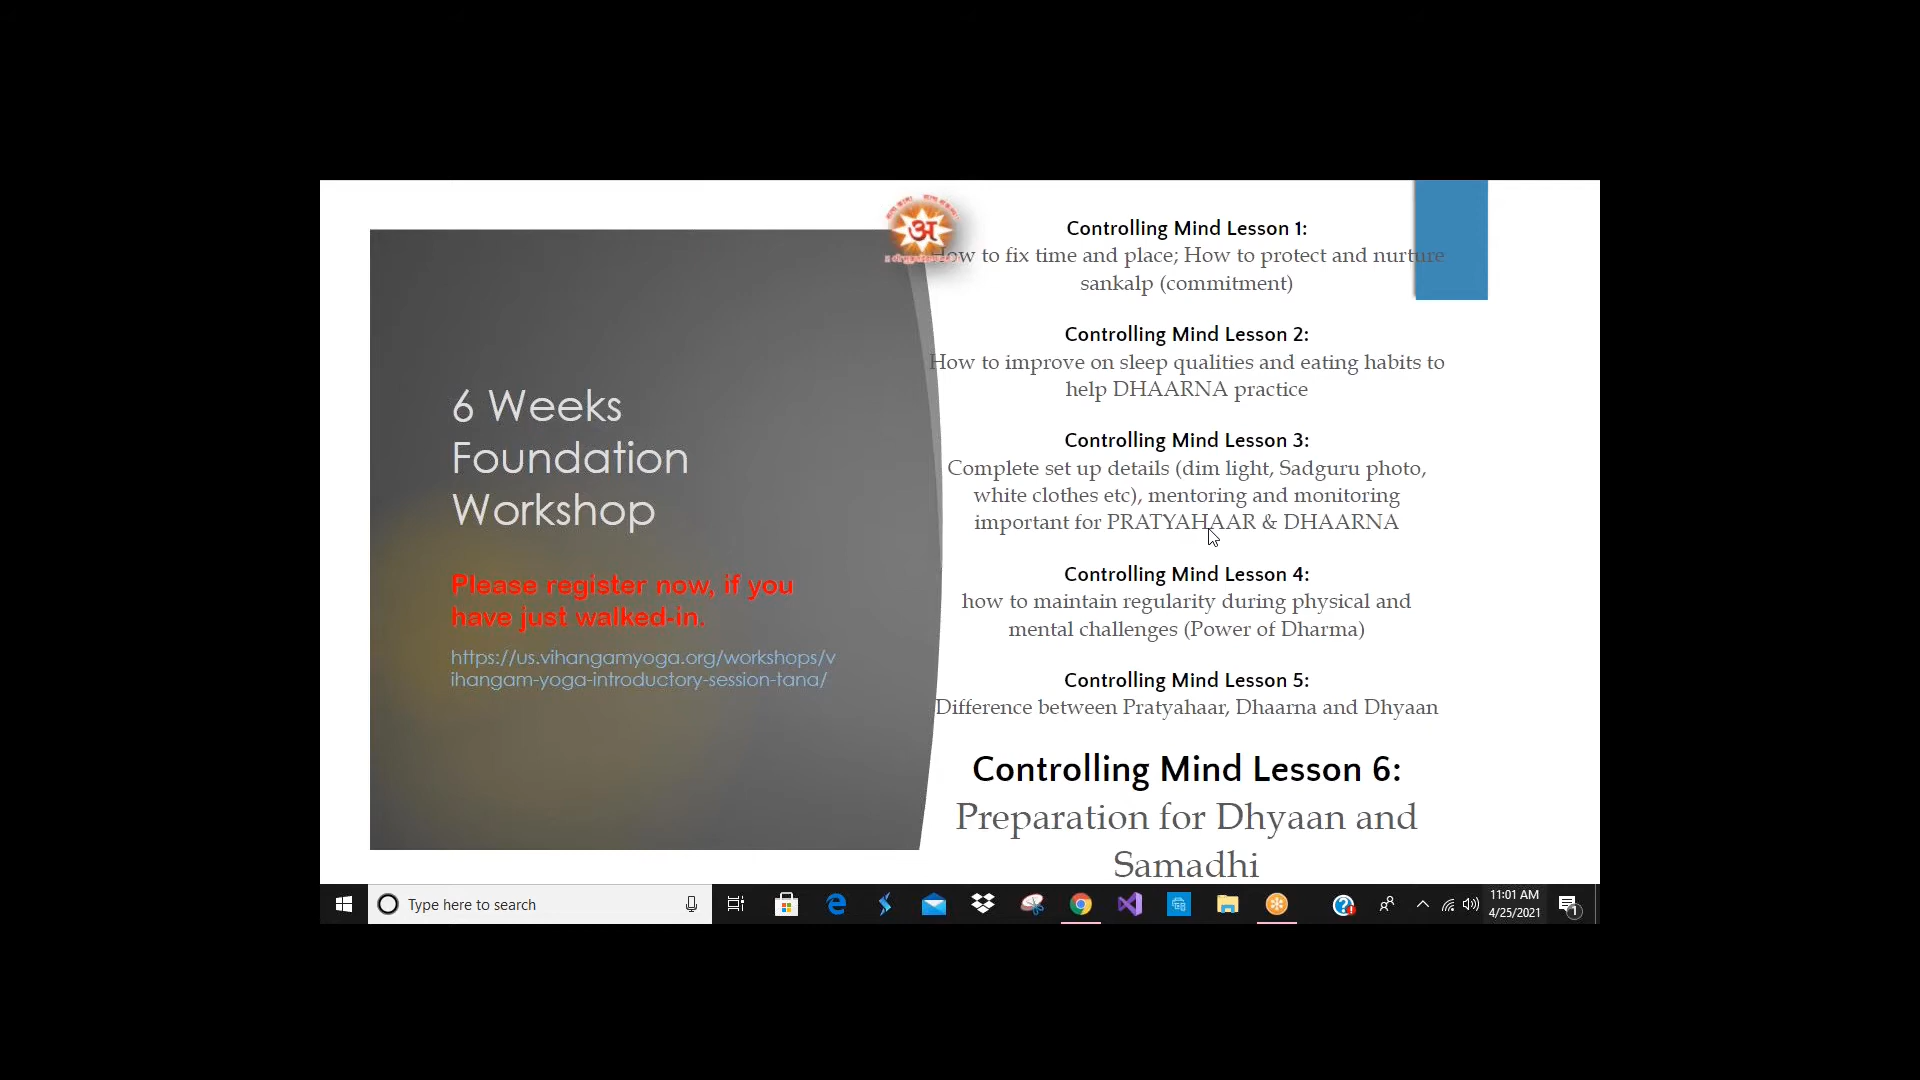 6 Weeks
Foundation
Workshop
Please register now, if you
have just walked-in.
https://us.vihangamyoga.org/workshops/v
ihangam-yoga-introductory-session-tana/
अ
Controlling Mind Lesson 1:
How to fix time and place; How to protect and nurture
sankalp (commitment)
Controlling Mind Lesson 2:
How to improve on sleep qualities and eating habits to
help DHAARNA practice
Controlling Mind Lesson 3:
Complete set up details (dim light, Sadguru photo,
white clothes etc), mentoring and monitoring
important for PRATYAHAAR & DHAARNA
Controlling Mind Lesson 4:
how to maintain regularity during physical and
mental challenges (Power of Dharma)
Controlling Mind Lesson 5:
Difference between Pratyahaar, Dhaarna and Dhyaan
Controlling Mind Lesson 6:
Preparation for Dhyaan and
Samadhi
Type here to search
11:01 AM
4/25/2021
1